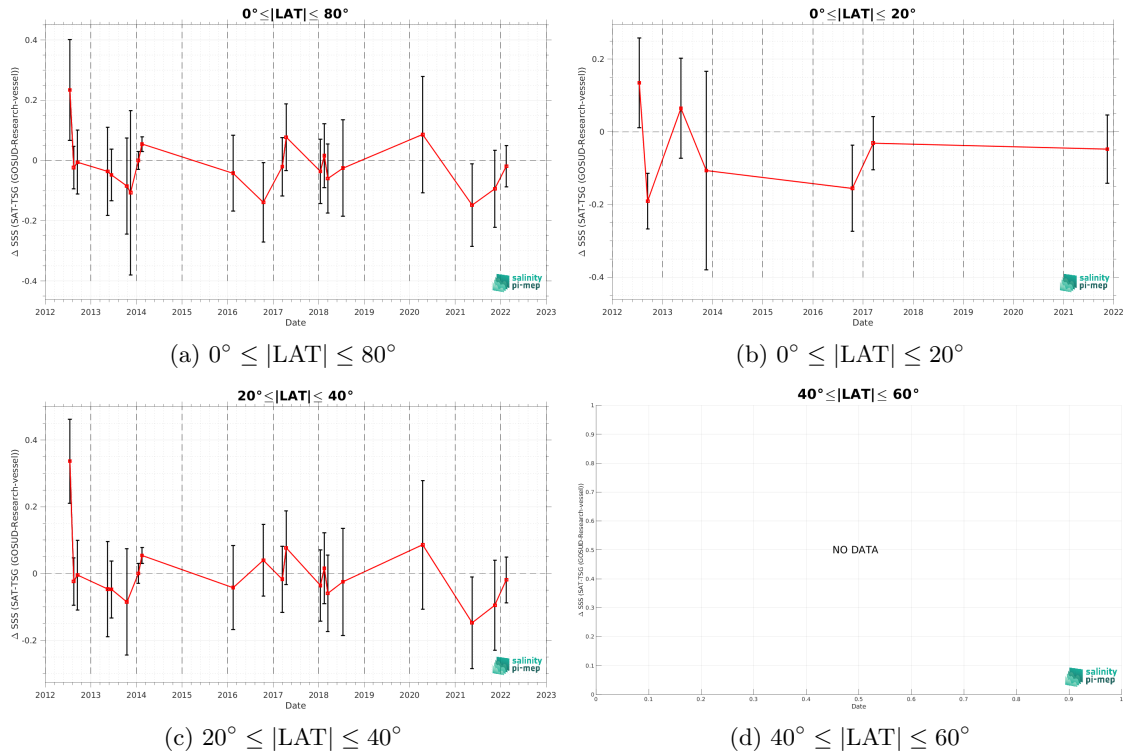 0°≤|LAT|≤ 80°
Δ SSS (SAT-TSG (GOSUD-Research-vessel))
0.4
0.2
0
-0.2
-0.4
2012 2013 2014 2015 2016 2017 2018 2019 2020 2021 2022 2023
Date
salinity
pi-mep
(a) 0° ≤ |LAT| ≤ 80°
0°≤|LAT|≤ 20°
Δ SSS (SAT-TSG (GOSUD-Research-vessel))
0.2
0
-0.2
-0.4
2012 2013 2014 2015 2016 2017 2018 2019 2020 2021 2022
Date
salinity
pi-mep
(b) 0° ≤ |LAT| ≤ 20°
20°≤|LAT|≤ 40°
Δ SSS (SAT-TSG (GOSUD-Research-vessel))
0.4
0.2
0
-0.2
2012 2013 2014 2015 2016 2017 2018 2019 2020 2021 2022 2023
Date
salinity
pi-mep
(c) 20° ≤ |LAT| ≤ 40°
40°≤|LAT|≤ 60°
Δ SSS (SAT-TSG (GOSUD-Research-vessel))
1
0.9
0.8
0.7
0.6
0.5
0.4
0.3
0.2
0.1
0
NO DATA
0 0.1 0.2 0.3 0.4 0.5 0.6 0.7 0.8 0.9 1
Date
salinity
pi-mep
(d) 40° ≤ |LAT| ≤ 60°